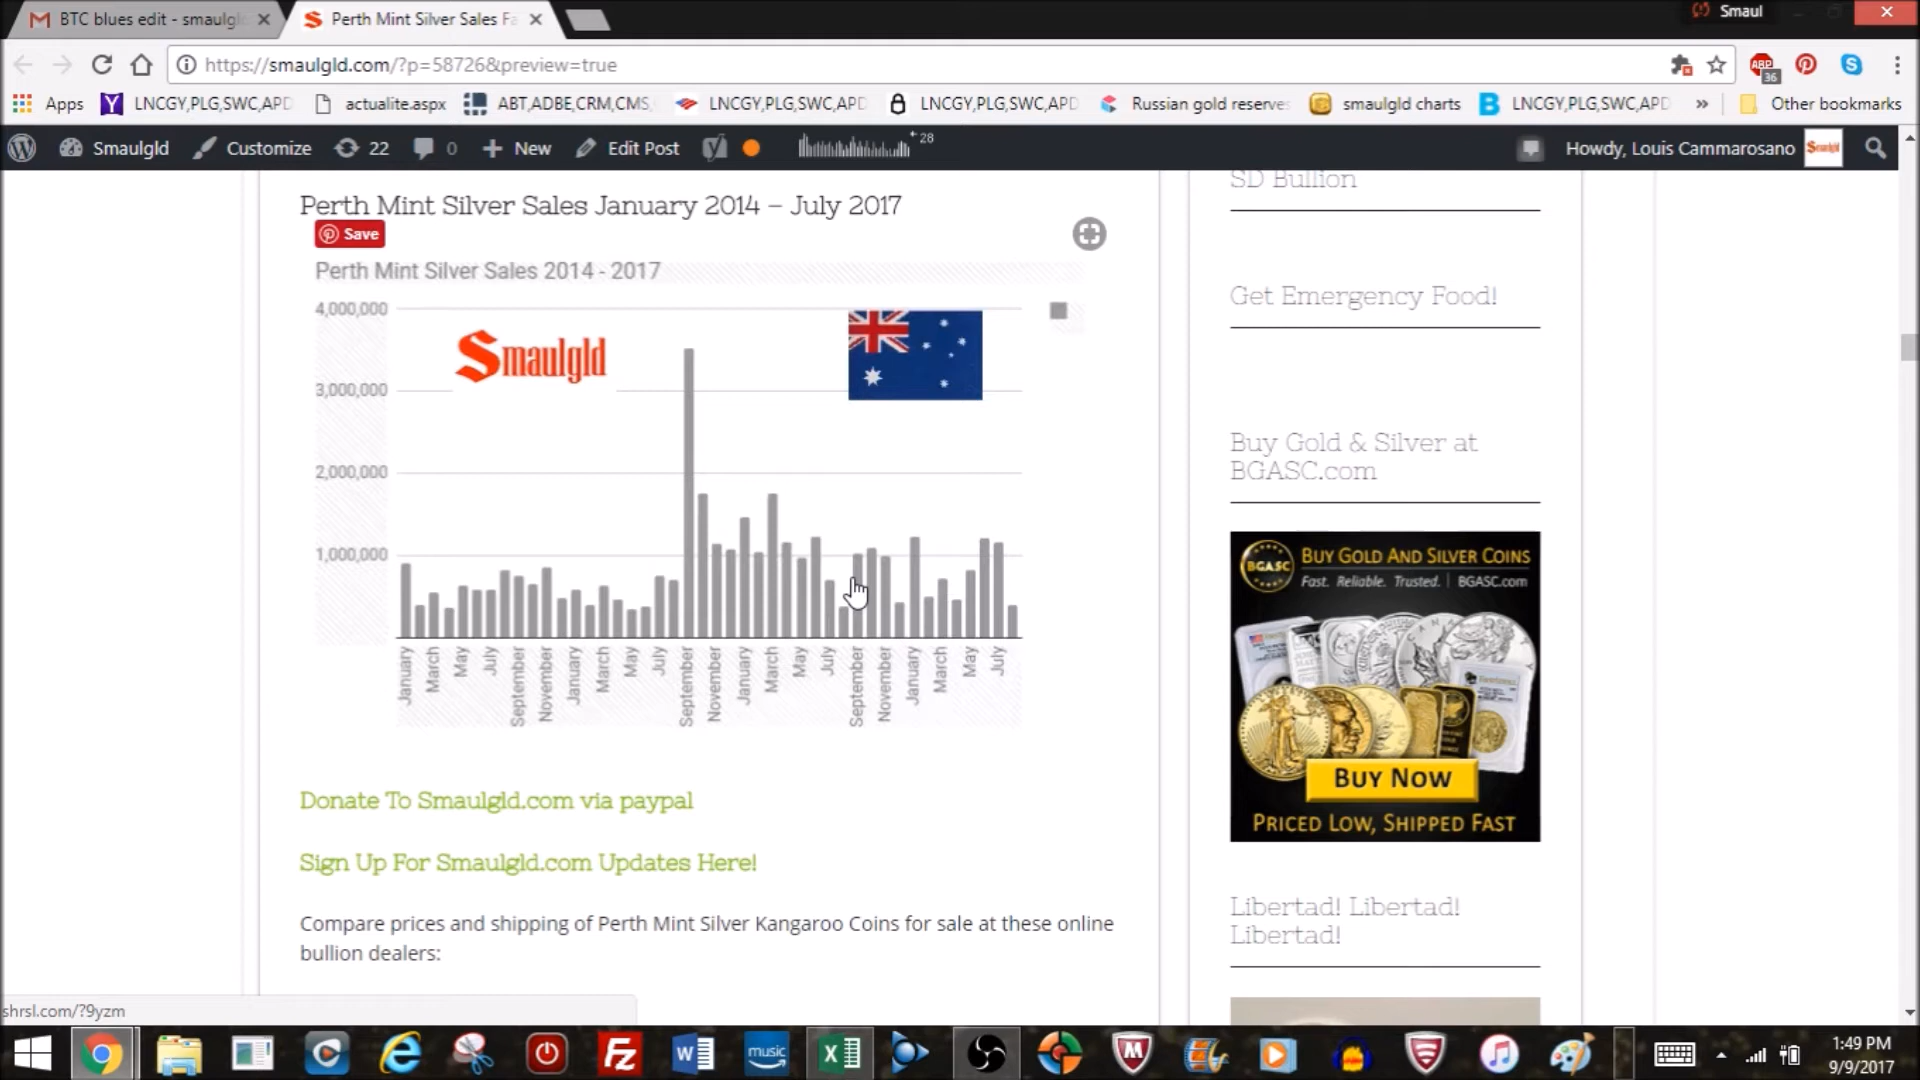 BTC blues edit - smaulgl
Perth Mint Silver Sales Fa
Smaul
https://smaulgld.com/?p=58726&preview=true
ABP
36
Apps
LNCGY,PLG,SWC,APD
actualite.aspx
ABT,ADBE,CRM,CMS,
LNCGY,PLG,SWC,APD
LNCGY,PLG,SWC,APD
Russian gold reserves
smaulgld charts
LNCGY,PLG,SWC,APD
»
Other bookmarks
Smaulgld
Customize
22
0
New
Edit Post
28
Howdy, Louis Cammarosano
Smaulgld
Perth Mint Silver Sales January 2014 – July 2017
Save
Perth Mint Silver Sales 2014 - 2017
4,000,000
3,000,000
2,000,000
1,000,000
Smaulgld
January
March
May
July
September
November
January
March
May
July
September
November
January
March
May
July
September
November
January
March
May
July
Donate To Smaulgld.com via paypal
Sign Up For Smaulgld.com Updates Here!
Compare prices and shipping of Perth Mint Silver Kangaroo Coins for sale at these online
bullion dealers:
SD Bullion
Get Emergency Food!
Buy Gold & Silver at
BGASC.com
BGASC
BUY GOLD AND SILVER COINS
Fast. Reliable. Trusted. | BGASC.com
BUY NOW
PRICED LOW, SHIPPED FAST
Libertad! Libertad!
Libertad!
shrsl.com/?9yzm
music
1:49 PM
9/9/2017